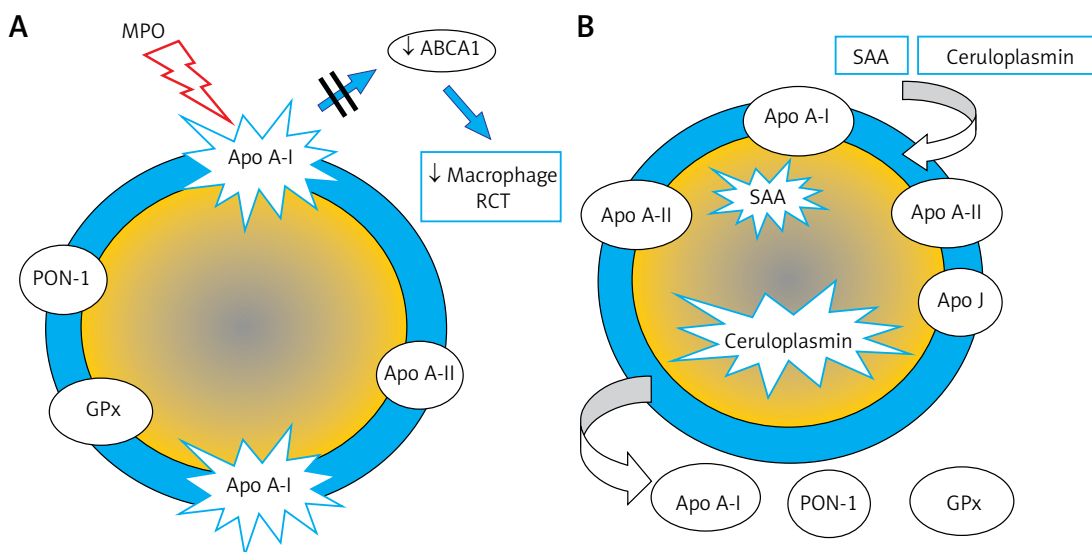 A
MPO
↓ ABCA1
Apo A-I
↓ Macrophage
RCT
PON-1
Apo A-II
GPx
Apo A-I
B
SAA
Ceruloplasmin
Apo A-I
SAA
Apo A-II
Apo A-II
Apo J
Ceruloplasmin
Apo A-I
PON-1
GPx